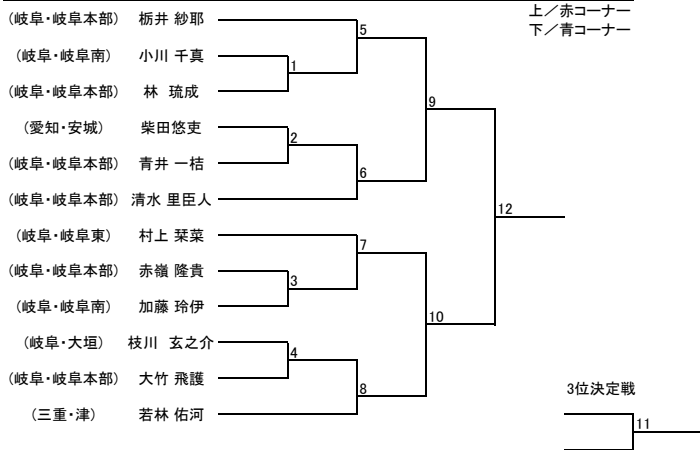 上／赤コーナー
下／青コーナー
（岐阜・岐阜本部） 栃井 紗耶
（岐阜・岐阜南） 小川 千真
（岐阜・岐阜本部） 林 琉成
（愛知・安城） 柴田悠吏
（岐阜・岐阜本部） 青井 一桔
（岐阜・岐阜本部） 清水 里臣人
（岐阜・岐阜東） 村上 栞菜
（岐阜・岐阜本部） 赤嶺 隆貴
（岐阜・岐阜南） 加藤 玲伊
（岐阜・大垣） 枝川 玄之介
（岐阜・岐阜本部） 大竹 飛護
（三重・津） 若林 佑河
1
2
3
4
5
6
7
8
9
10
12
3位決定戦
11